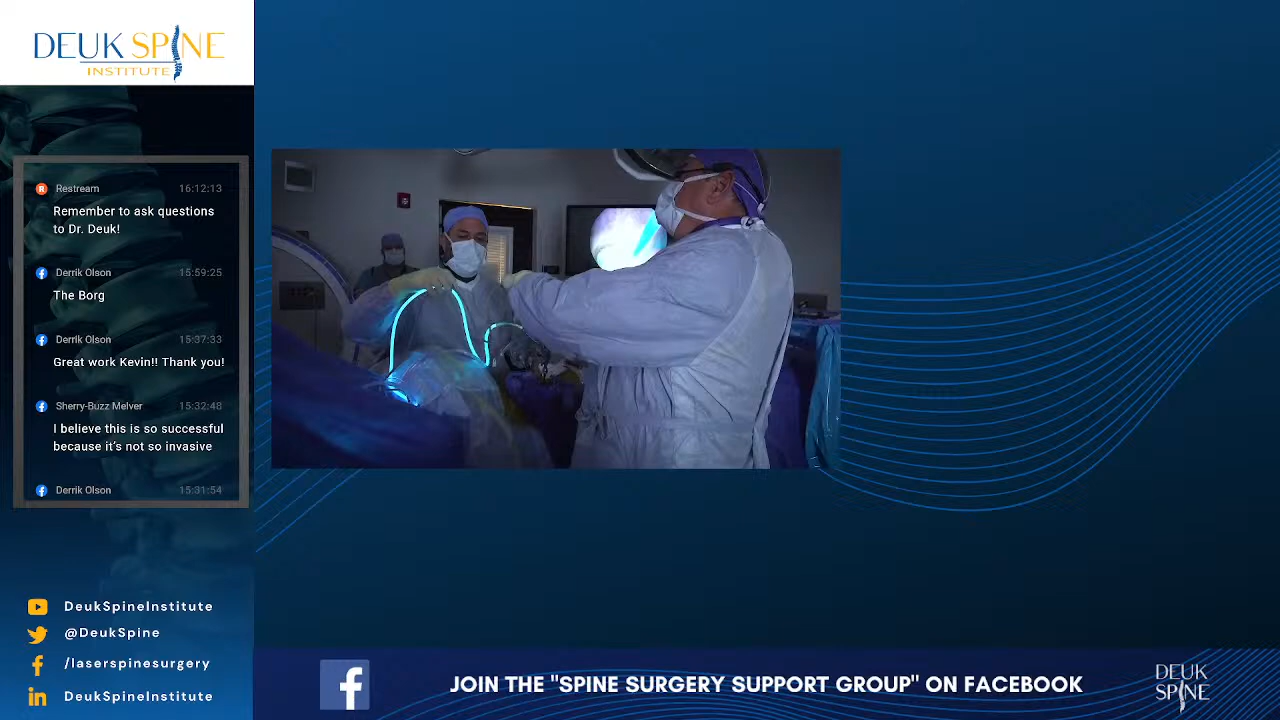 DEUK SPINE
INSTITUTE
Restream 16:12:13
Remember to ask questions
to Dr. Deuk!
Derrik Olson 15:59:25
The Borg
Derrik Olson 15:37:33
Great work Kevin!! Thank you!
Sherry-Buzz Melver 15:32:48
I believe this is so successful
because it’s not so invasive
Derrik Olson 15:31:54
DeukSpineInstitute
@DeukSpine
/laserspinesurgery
DeukSpineInstitute
JOIN THE "SPINE SURGERY SUPPORT GROUP" ON FACEBOOK
DEUK
SPINE